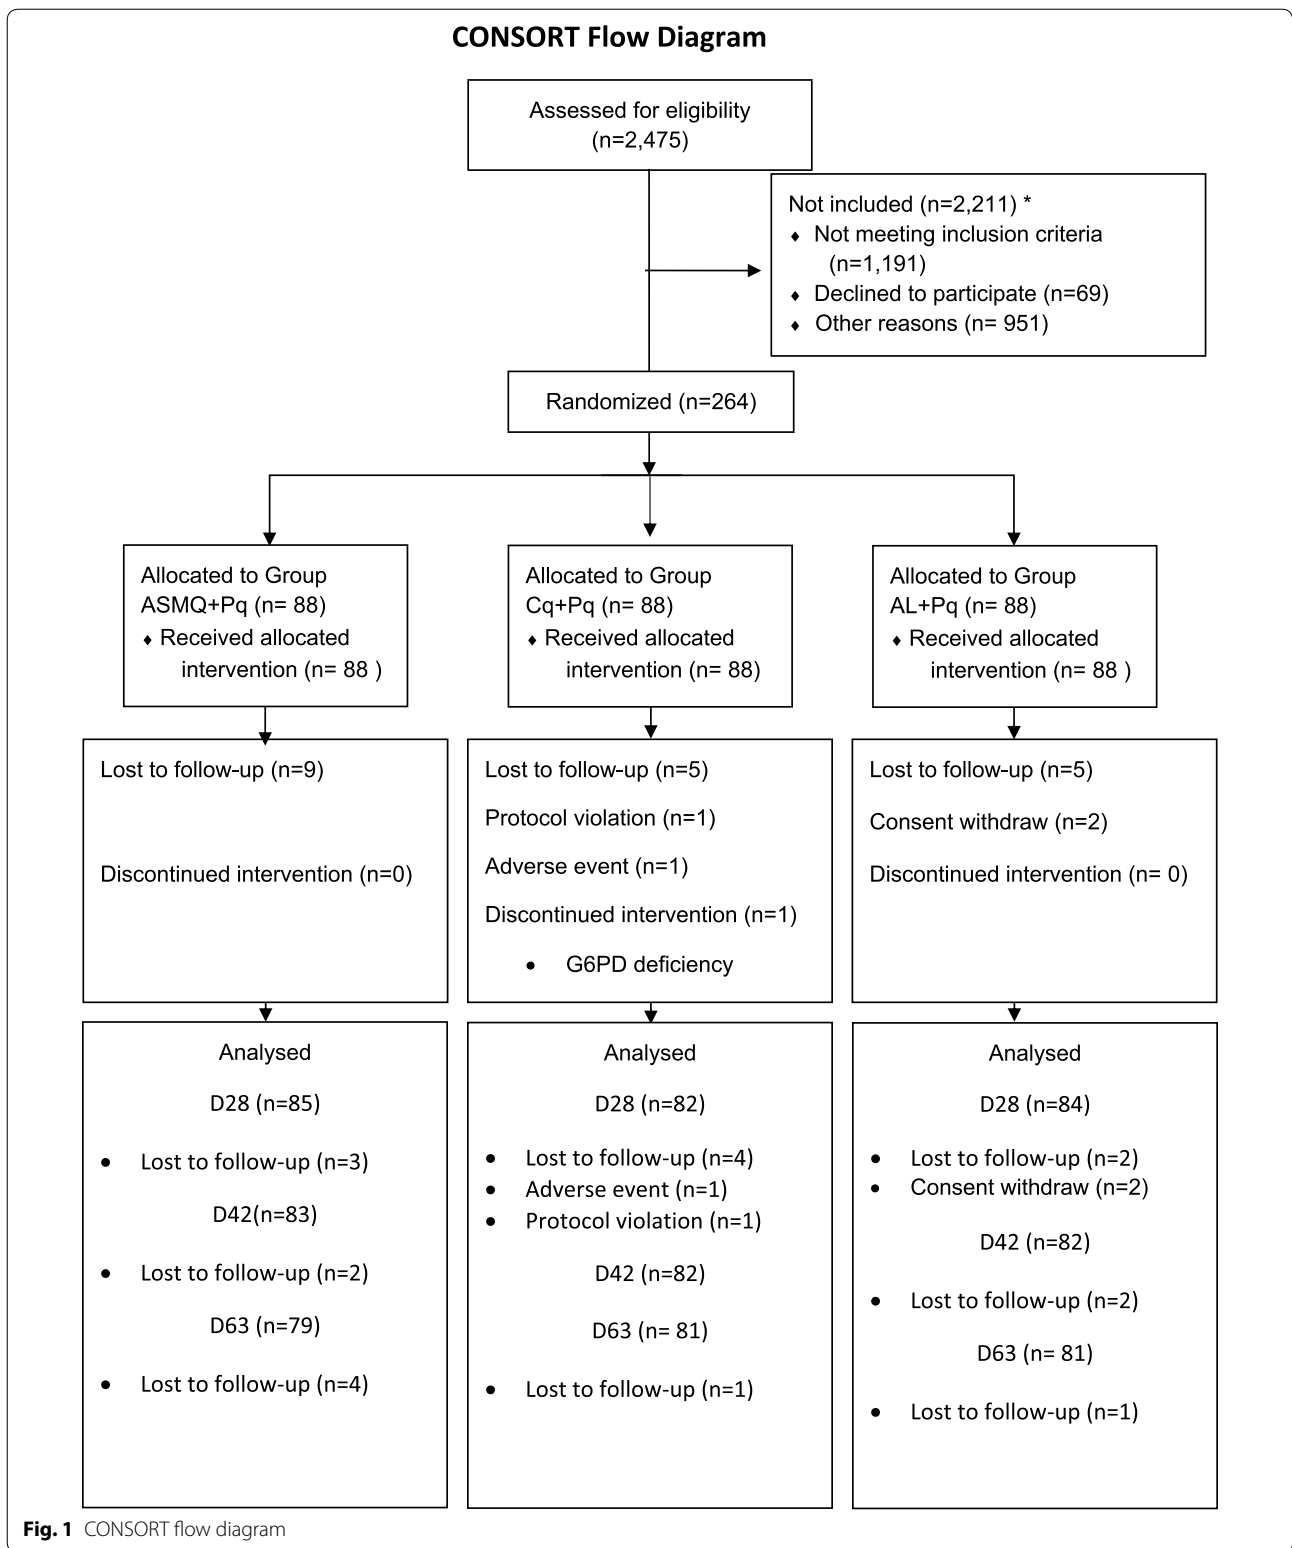 CONSORT Flow Diagram
Assessed for eligibility
(n=2,475)
Not included (n=2,211) *
♦ Not meeting inclusion criteria
(n=1,191)
♦ Declined to participate (n=69)
♦ Other reasons (n= 951)
Randomized (n=264)
Allocated to Group
ASMQ+Pq (n= 88)
♦ Received allocated
intervention (n= 88 )
Allocated to Group
Cq+Pq (n= 88)
♦ Received allocated
intervention (n= 88)
Allocated to Group
AL+Pq (n= 88)
♦ Received allocated
intervention (n= 88 )
Lost to follow-up (n=9)
Discontinued intervention (n=0)
Lost to follow-up (n=5)
Protocol violation (n=1)
Adverse event (n=1)
Discontinued intervention (n=1)
• G6PD deficiency
Lost to follow-up (n=5)
Consent withdraw (n=2)
Discontinued intervention (n= 0)
Analysed
D28 (n=85)
• Lost to follow-up (n=3)
D42(n=83)
• Lost to follow-up (n=2)
D63 (n=79)
• Lost to follow-up (n=4)
Analysed
D28 (n=82)
• Lost to follow-up (n=4)
• Adverse event (n=1)
• Protocol violation (n=1)
D42 (n=82)
D63 (n= 81)
• Lost to follow-up (n=1)
Analysed
D28 (n=84)
• Lost to follow-up (n=2)
• Consent withdraw (n=2)
D42 (n=82)
• Lost to follow-up (n=2)
D63 (n= 81)
• Lost to follow-up (n=1)
Fig. 1 CONSORT flow diagram